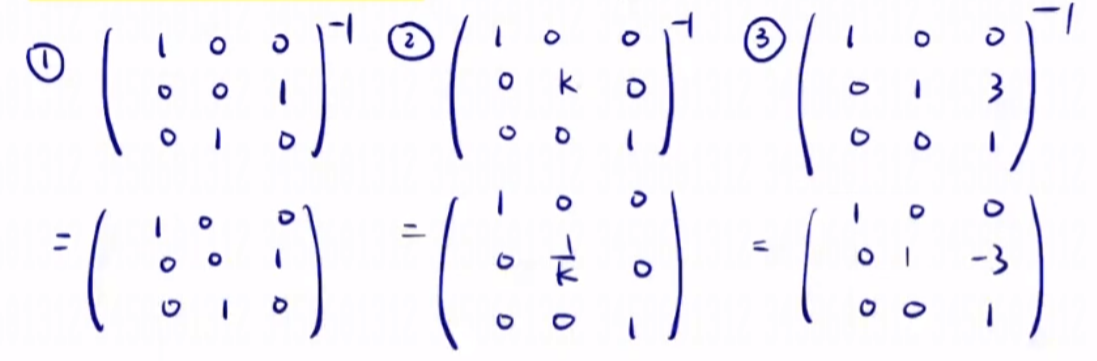 ① ( 1 0 0 )⁻¹ ② ( 1 0 0 )⁻¹ ③ ( 1 0 0 )⁻¹
0 0 1 0 k 0 0 1 3
0 1 0 0 0 1 0 0 1
= ( 1 0 0 ) = ( 1 0 0 ) = ( 1 0 0 )
0 0 1 0 1/k 0 0 1 -3
0 1 0 0 0 1 0 0 1